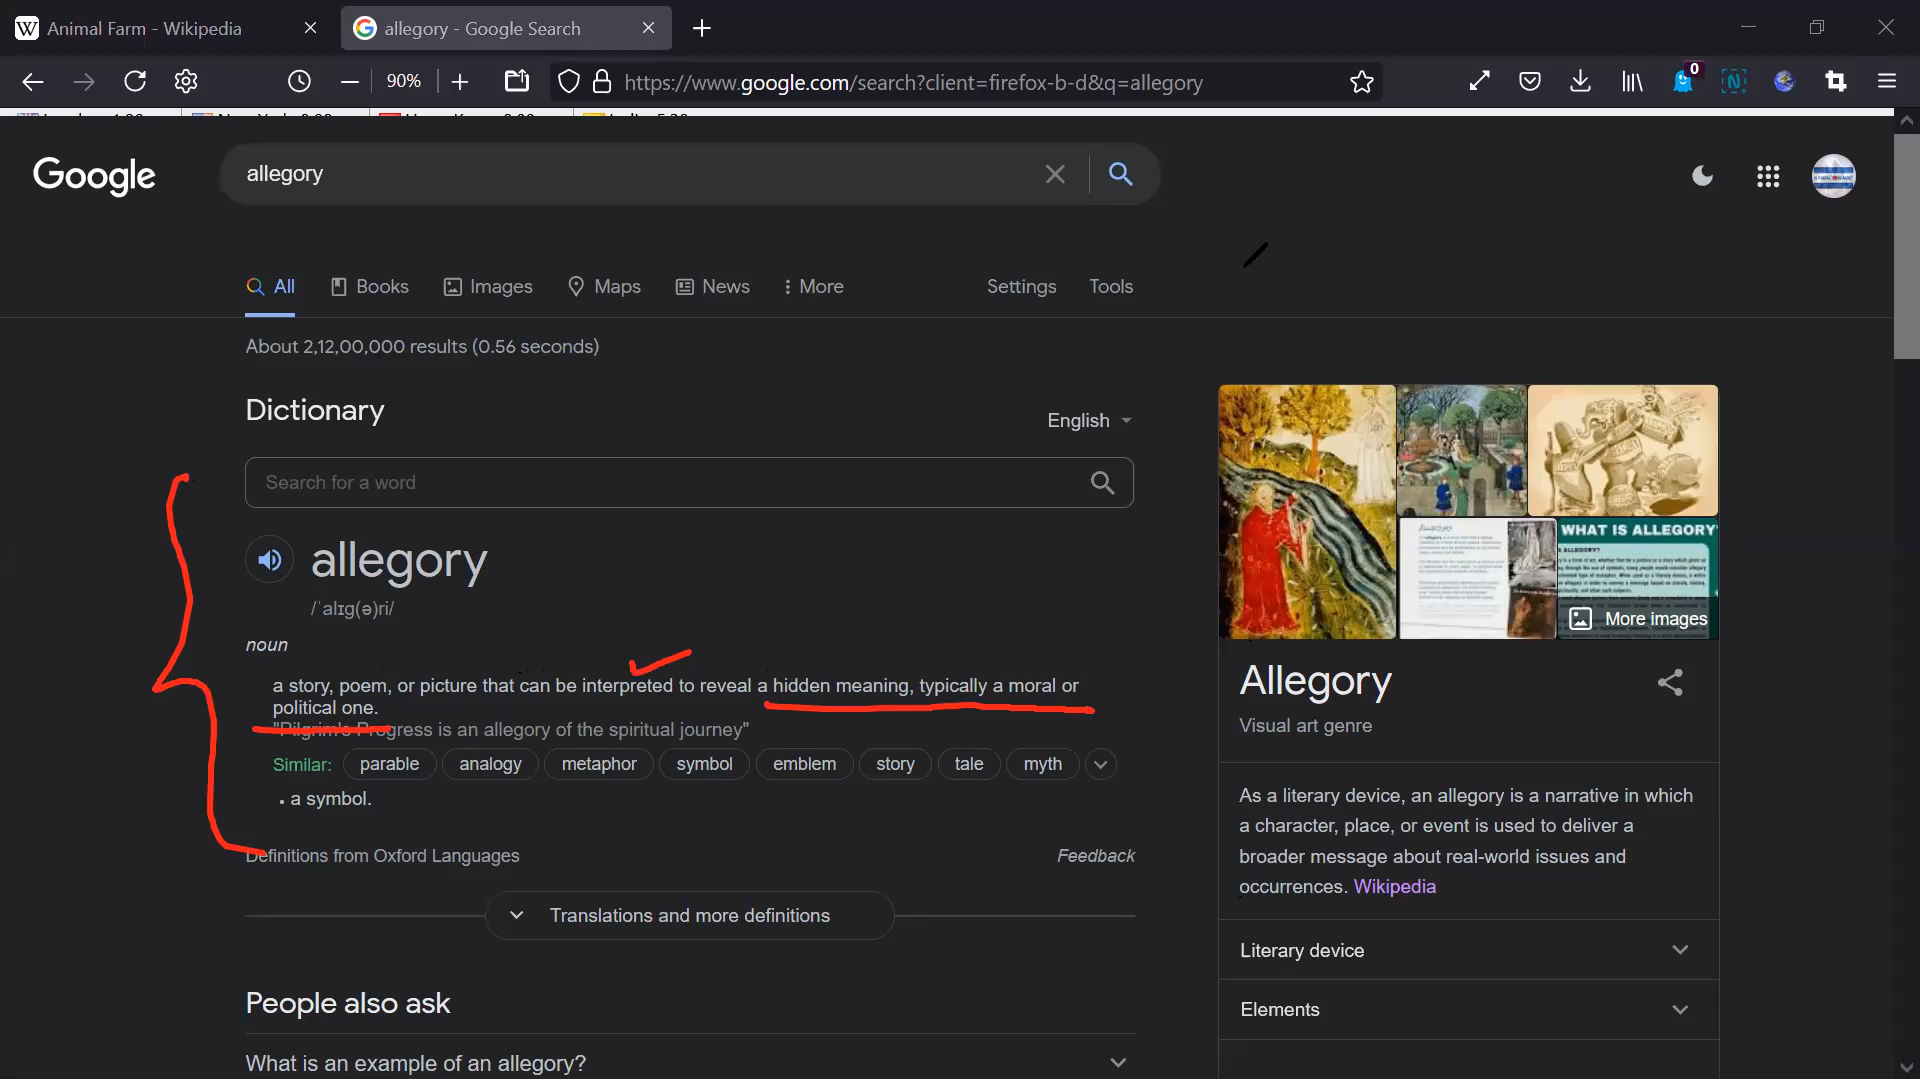 Animal Farm - Wikipedia
allegory - Google Search
90%
https://www.google.com/search?client=firefox-b-d&q=allegory
0
Google
allegory
All
Books
Images
Maps
News
More
Settings
Tools
About 2,12,00,000 results (0.56 seconds)
Dictionary
English
Search for a word
allegory
/ˈalɪɡ(ə)ri/
noun
a story, poem, or picture that can be interpreted to reveal a hidden meaning, typically a moral or
political one.
"Pilgrim's Progress is an allegory of the spiritual journey"
Similar:
parable
analogy
metaphor
symbol
emblem
story
tale
myth
• a symbol.
Definitions from Oxford Languages
Feedback
Translations and more definitions
People also ask
What is an example of an allegory?
WHAT IS ALLEGORY?
More images
Allegory
Visual art genre
As a literary device, an allegory is a narrative in which
a character, place, or event is used to deliver a
broader message about real-world issues and
occurrences. Wikipedia
Literary device
Elements